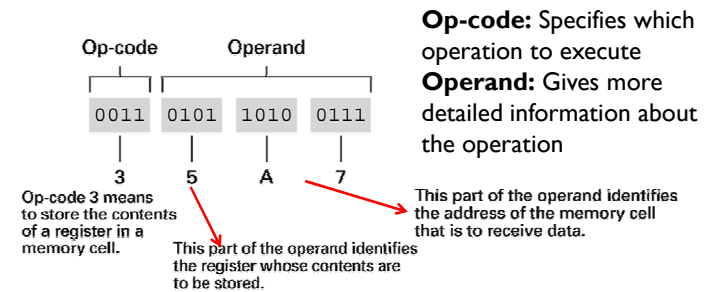 Op-code: Specifies which
operation to execute
Operand: Gives more
detailed information about
the operation
Op-code Operand
0011 0101 1010 0111
3 5 A 7
Op-code 3 means
to store the contents
of a register in a
memory cell.
This part of the operand identifies
the register whose contents are
to be stored.
This part of the operand identifies
the address of the memory cell
that is to receive data.